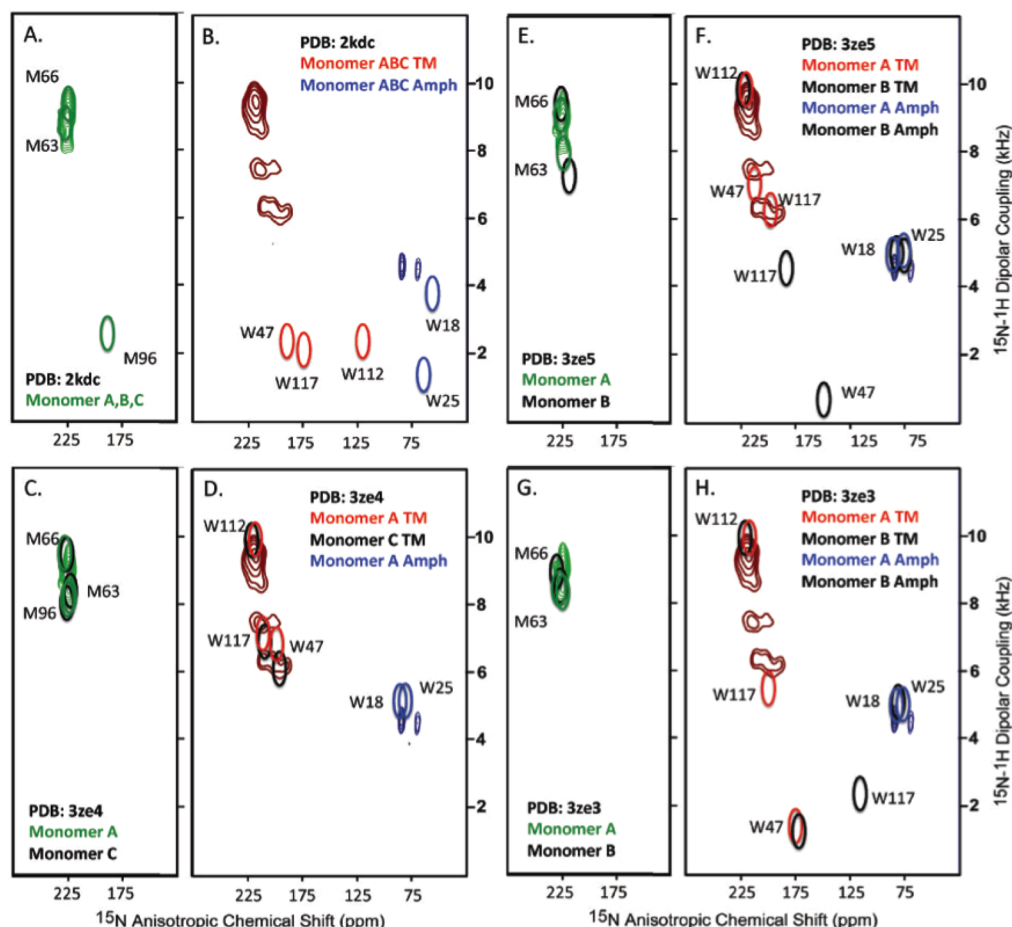 A.
M66
M63
M96
PDB: 2kdc
Monomer A,B,C
225 175
B.
PDB: 2kdc
Monomer ABC TM
Monomer ABC Amph
W47
W117
W112
W18
W25
10
8
6
4
2
225 175 125 75
E.
M66
M63
PDB: 3ze5
Monomer A
Monomer B
225 175
F.
PDB: 3ze5
Monomer A TM
Monomer B TM
Monomer A Amph
Monomer B Amph
W112
W47
W117
W117
W18
W25
W47
10
8
6
4
2
15N-1H Dipolar Coupling (kHz)
225 175 125 75
C.
M66
M63
M96
PDB: 3ze4
Monomer A
Monomer C
225 175
D.
PDB: 3ze4
Monomer A TM
Monomer C TM
Monomer A Amph
W112
W117
W47
W18
W25
10
8
6
4
2
225 175 125 75
15N Anisotropic Chemical Shift (ppm)
G.
M66
M63
PDB: 3ze3
Monomer A
Monomer B
225 175
H.
PDB: 3ze3
Monomer A TM
Monomer B TM
Monomer A Amph
Monomer B Amph
W112
W117
W18
W25
W117
W47
10
8
6
4
2
15N-1H Dipolar Coupling (kHz)
225 175 125 75
15N Anisotropic Chemical Shift (ppm)